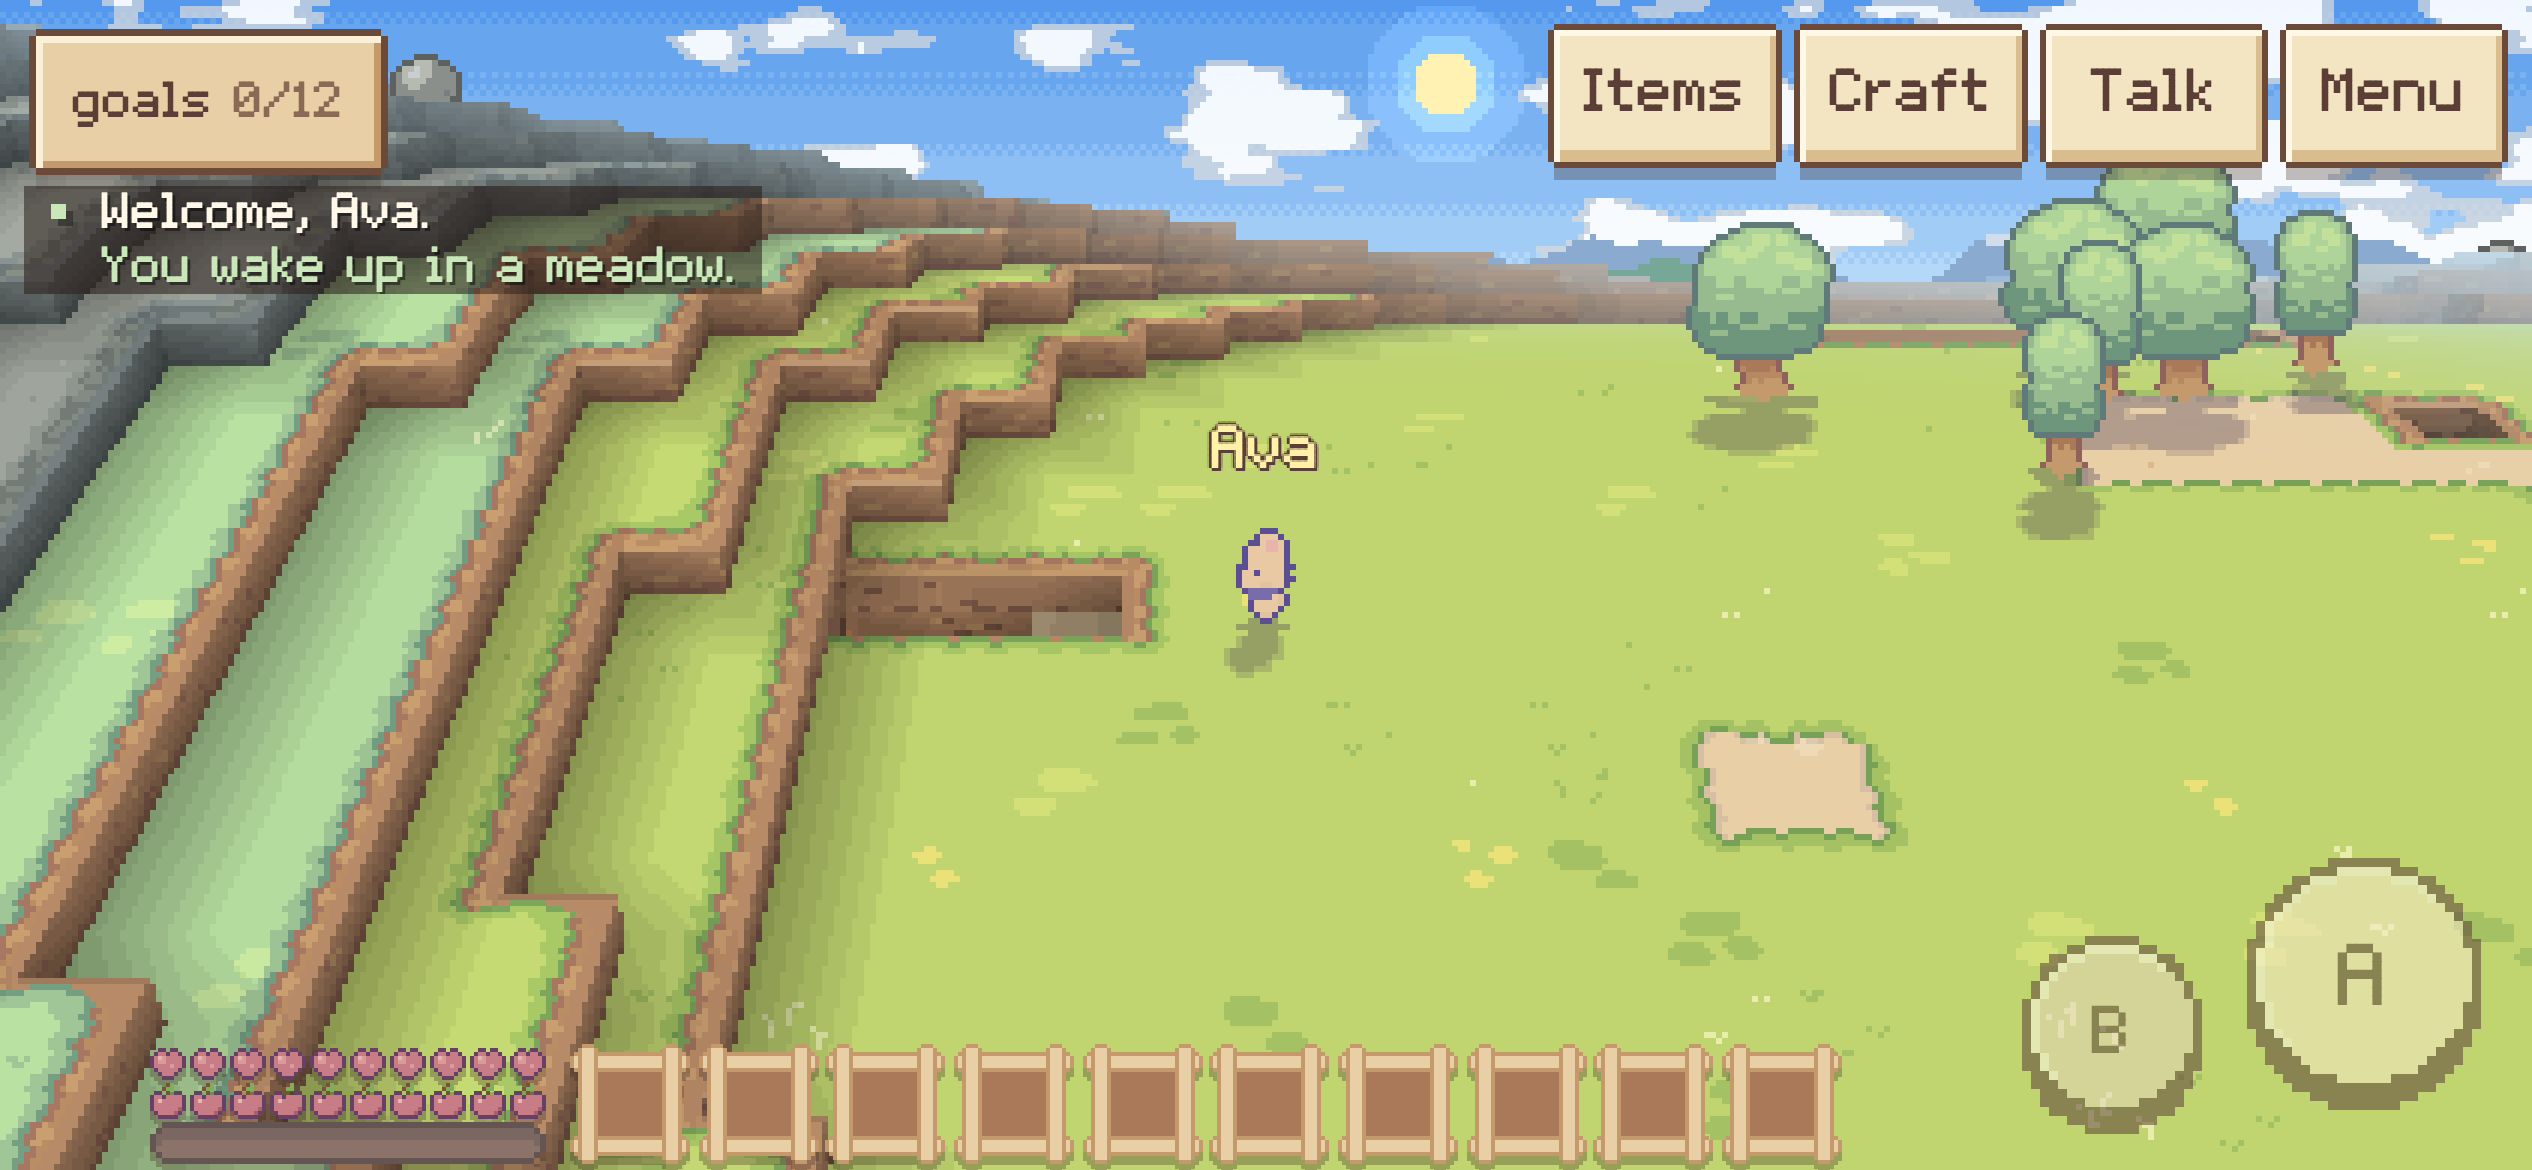 goals 0/12
Items
Craft
Talk
Menu
Welcome, Ava.
You wake up in a meadow.
Ava
A
B